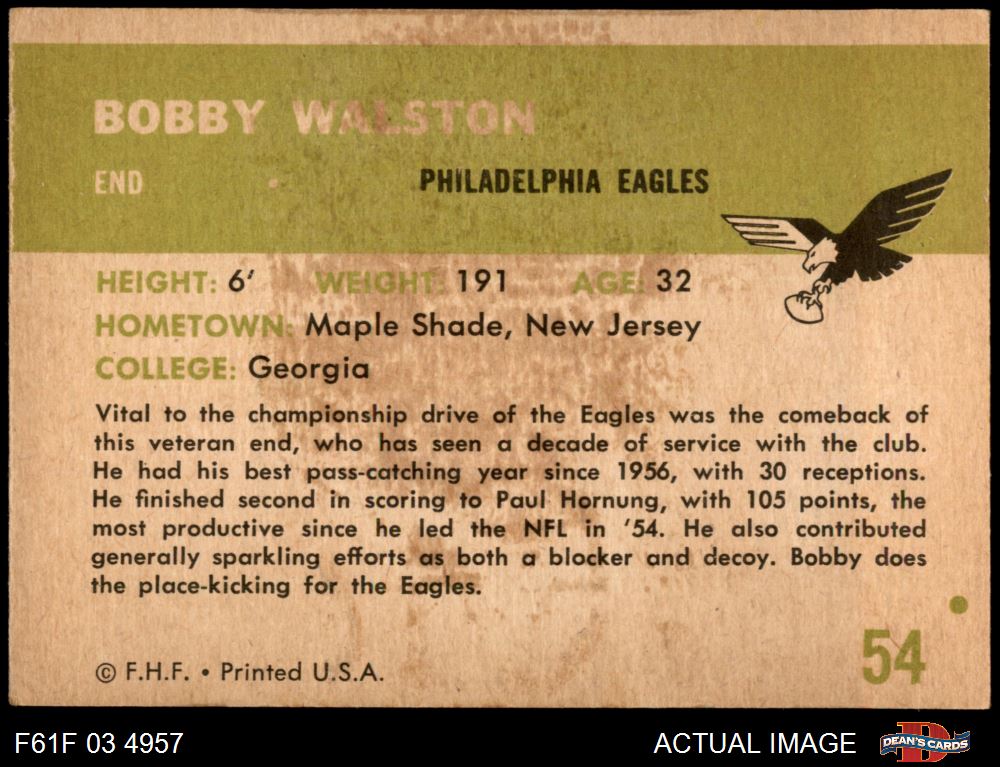 BOBBY WALSTON
END PHILADELPHIA EAGLES
HEIGHT: 6' WEIGHT: 191 AGE: 32
HOMETOWN: Maple Shade, New Jersey
COLLEGE: Georgia
Vital to the championship drive of the Eagles was the comeback of
this veteran end, who has seen a decade of service with the club.
He had his best pass-catching year since 1956, with 30 receptions.
He finished second in scoring to Paul Hornung, with 105 points, the
most productive since he led the NFL in '54. He also contributed
generally sparkling efforts as both a blocker and decoy. Bobby does
the place-kicking for the Eagles.
54
© F.H.F. • Printed U.S.A.
F61F 03 4957 ACTUAL IMAGE D DEAN'S CARDS